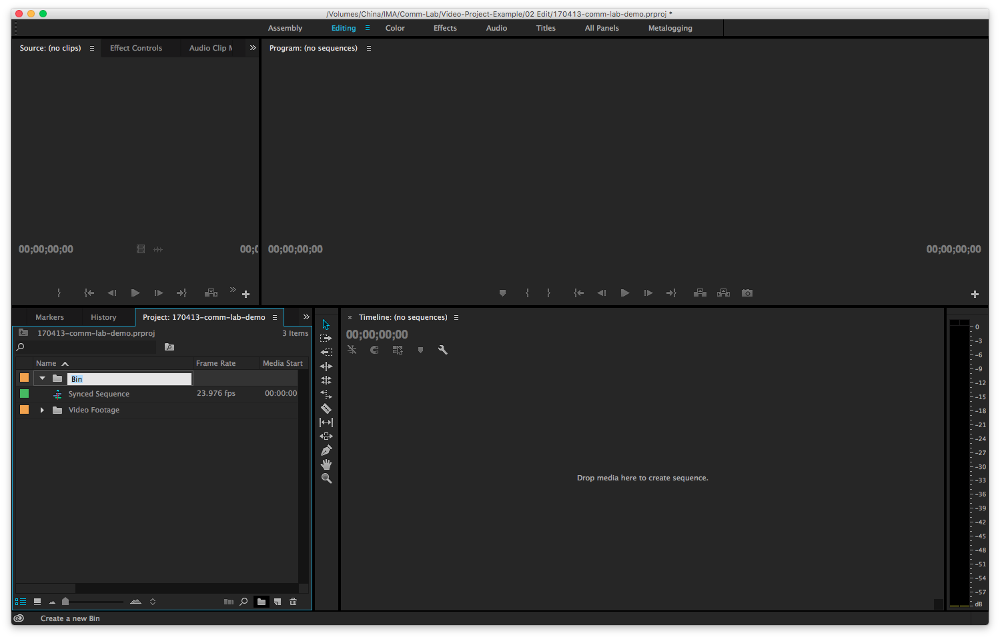 /Volumes/China/IMA/Comm-Lab/Video-Project-Example/02 Edit/170413-comm-lab-demo.prproj *
Assembly Editing Color Effects Audio Titles All Panels Metalogging
Source: (no clips) Effect Controls Audio Clip M
Program: (no sequences)
00;00;00;00 00;0
00;00;00;00 00;00;00;00
Markers History Project: 170413-comm-lab-demo
170413-comm-lab-demo.prproj 3 Items
Name Frame Rate Media Start
Bin
Synced Sequence 23.976 fps 00:00:00
Video Footage
× Timeline: (no sequences)
00;00;00;00
Drop media here to create sequence.
0
-3
-6
-9
-12
-15
-18
-21
-24
-27
-30
-33
-36
-39
-42
-45
-48
-51
-54
-57
dB
Create a new Bin